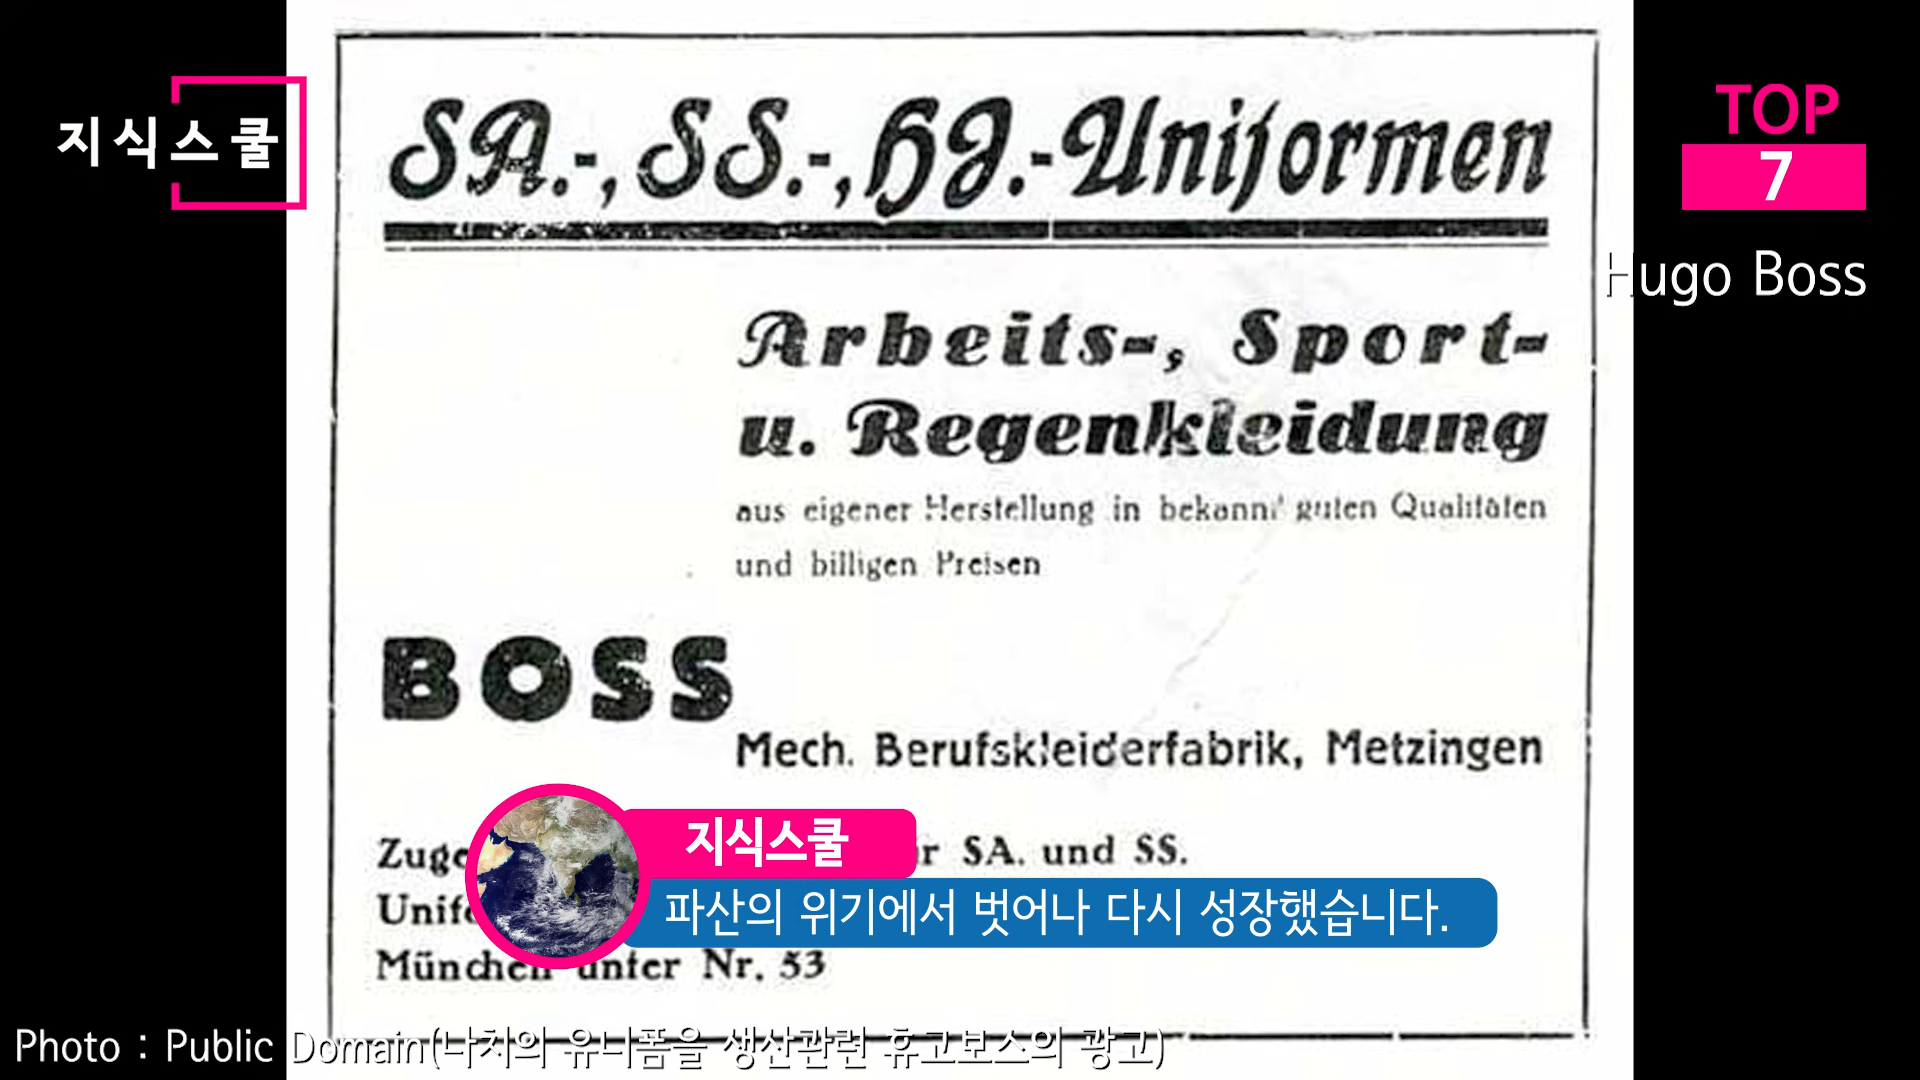 지식스쿨
TOP
7
Hugo Boss
SA.-, SS.-, HJ.-Uniformen
Arbeits-, Sport-
u. Regenkleidung
aus eigener Herstellung in bekannt guten Qualitäten
und billigen Preisen
BOSS
Mech. Berufskleiderfabrik, Metzingen
SA. und SS.
München unter Nr. 53
지식스쿨
파산의 위기에서 벗어나 다시 성장했습니다.
Photo : Public Domain(나치의 유니폼을 생산관련 휴고보스의 광고)